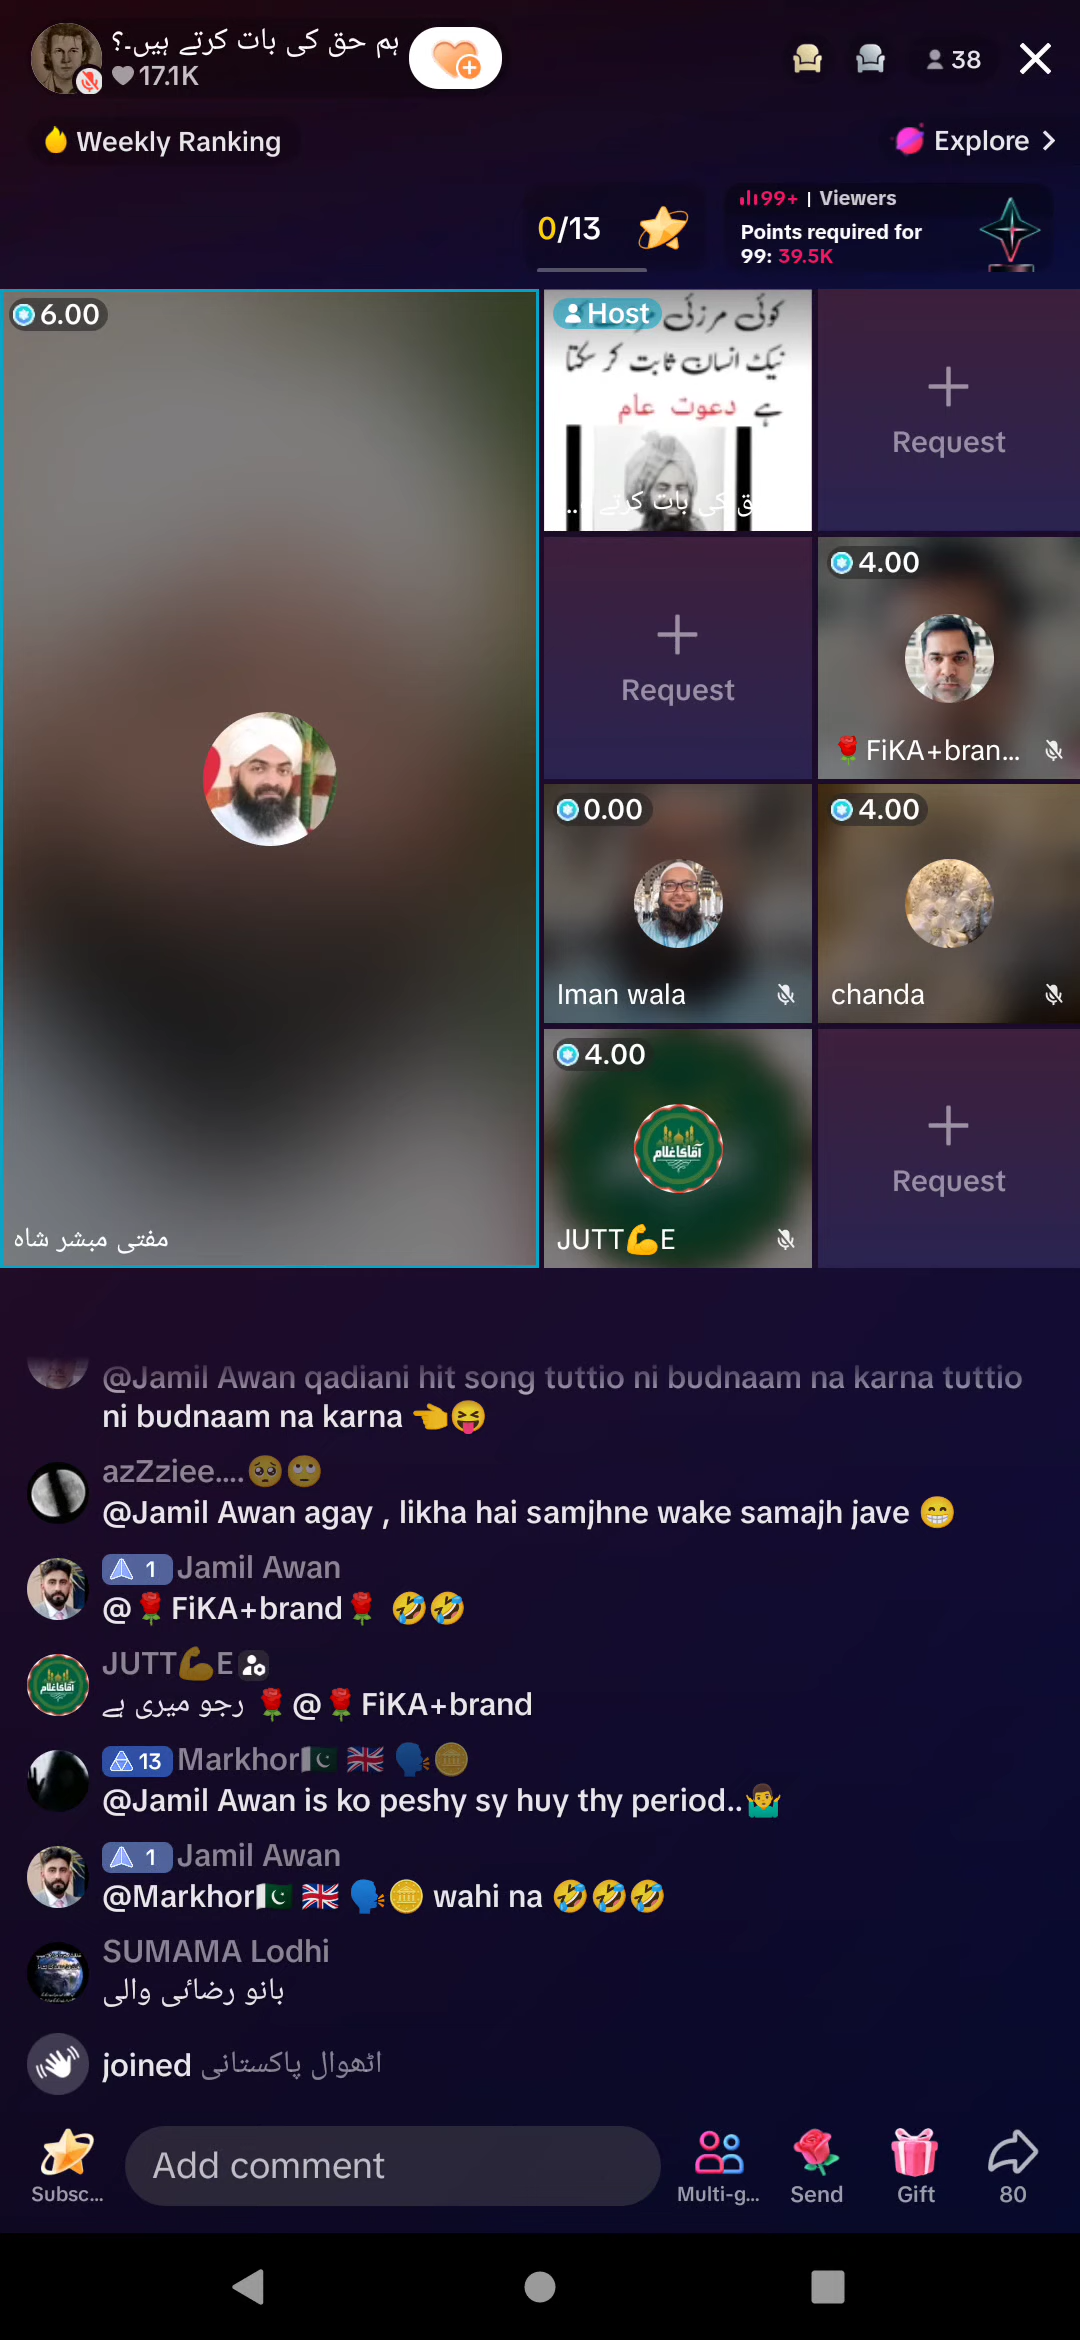 ہم حق کی بات کرتے ہیں۔؟
17.1K
38
Weekly Ranking
Explore
0/13
99+ | Viewers
Points required for
99: 39.5K
6.00
مفتی مبشر شاہ
Host
کوئی مرزئی
نیک انسان ثابت کر سکتا
ہے دعوت عام
ق کی بات کرتے ..
Request
Request
4.00
FiKA+bran...
0.00
Iman wala
4.00
chanda
4.00
آقا کا غلام
JUTT💪E
Request
@Jamil Awan qadiani hit song tuttio ni budnaam na karna tuttio
ni budnaam na karna 👈😝
azZziee....🥺🙄
@Jamil Awan agay , likha hai samjhne wake samajh jave 😁
1 Jamil Awan
@🌹FiKA+brand🌹 🤣🤣
JUTT💪E
رجو میری ہے 🌹@🌹FiKA+brand
13 Markhor🇵🇰 🇬🇧 🗣️🪙
@Jamil Awan is ko peshy sy huy thy period..🤷‍♂️
1 Jamil Awan
@Markhor🇵🇰 🇬🇧 🗣️🪙 wahi na 🤣🤣🤣
SUMAMA Lodhi
بانو رضائی والی
joined اٹھوال پاکستانی
Add comment
Subsc...
Multi-g...
Send
Gift
80